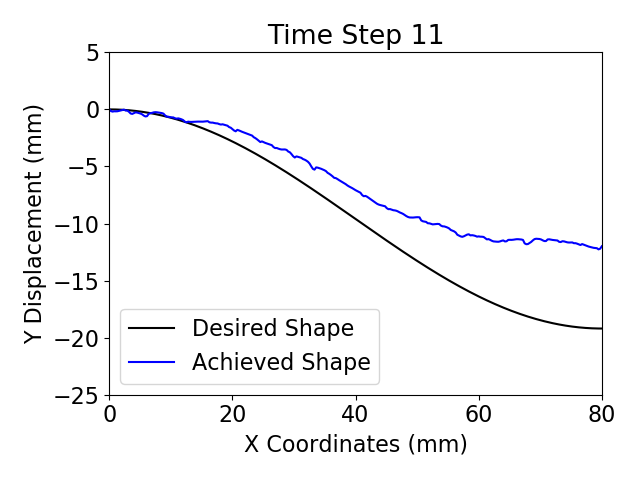 Time Step 11
Y Displacement (mm)
5
0
−5
−10
−15
−20
−25
Desired Shape
Achieved Shape
0 20 40 60 80
X Coordinates (mm)